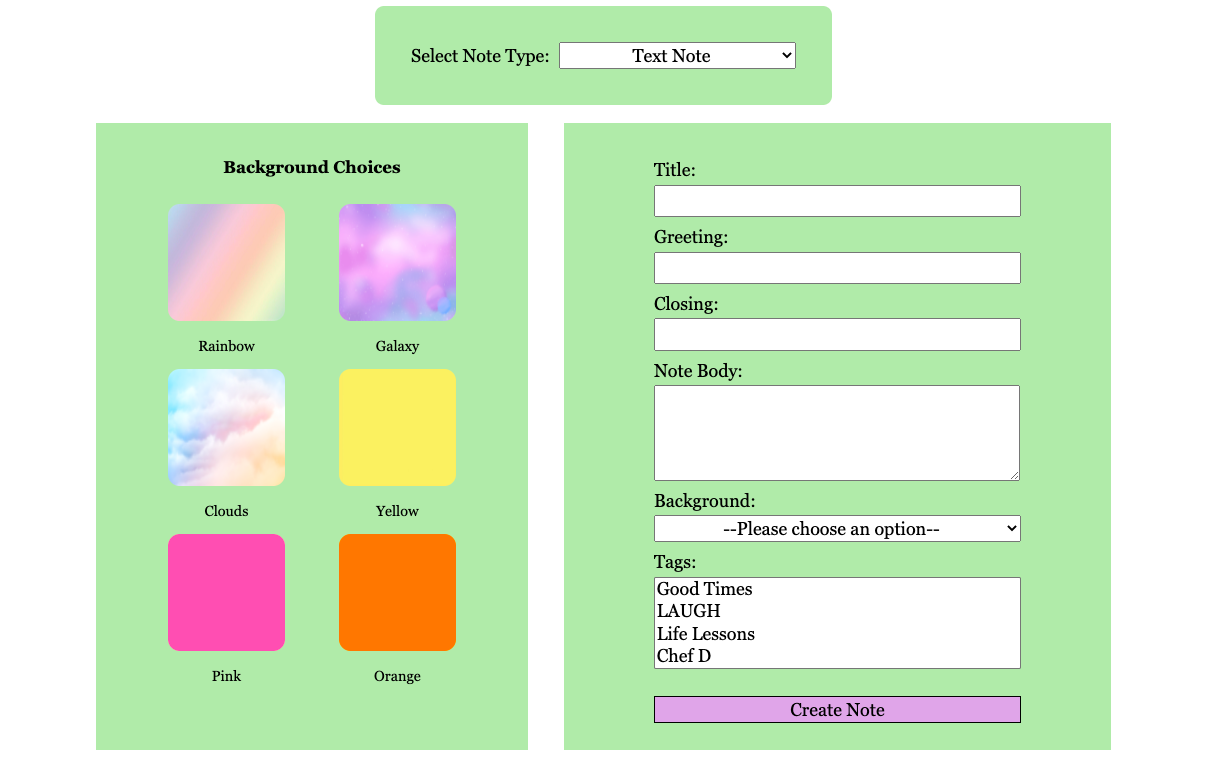 Select Note Type: Text Note
Background Choices
Rainbow
Galaxy
Clouds
Yellow
Pink
Orange
Title:
Greeting:
Closing:
Note Body:
Background:
--Please choose an option--
Tags:
Good Times
LAUGH
Life Lessons
Chef D
Create Note